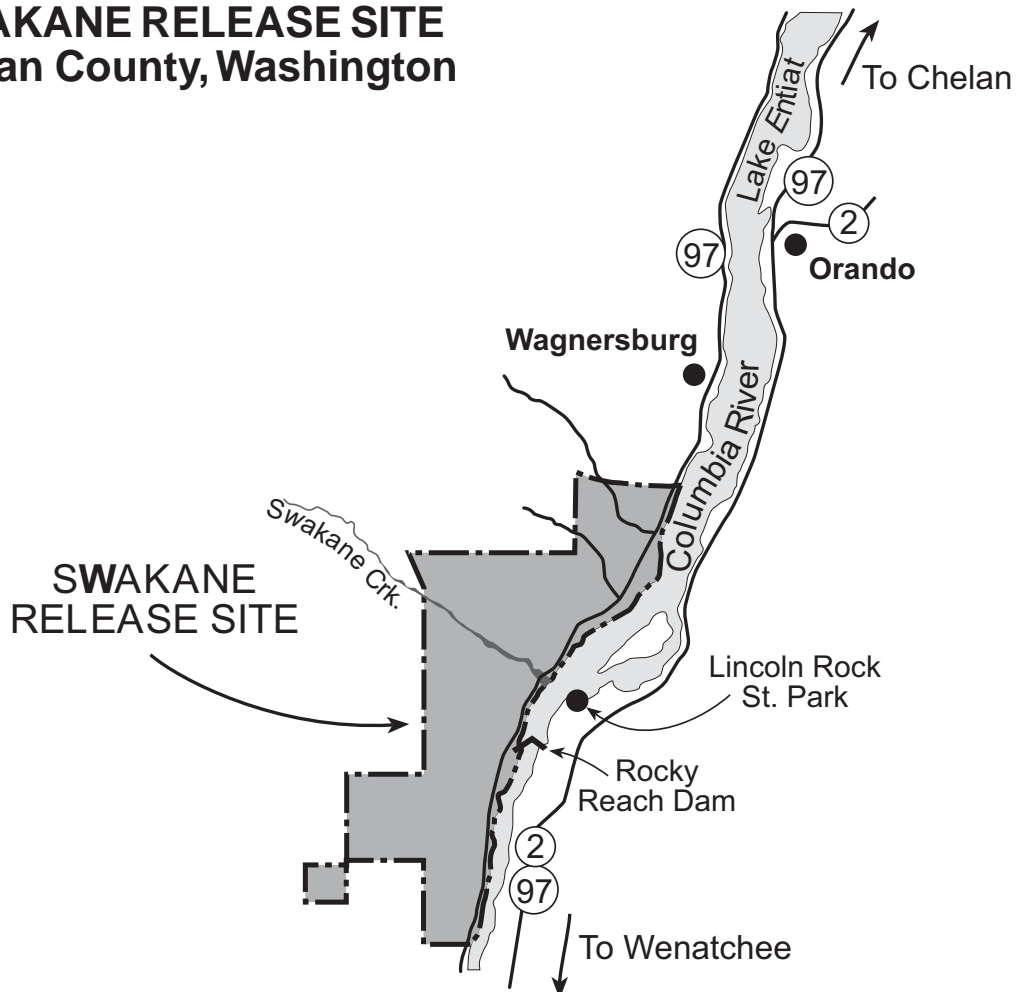 AKANE RELEASE SITE
an County, Washington
To Chelan
Lake Entiat
97
2
97
Orando
Wagnersburg
Columbia River
Swakane Crk.
SWAKANE
RELEASE SITE
Lincoln Rock
St. Park
Rocky
Reach Dam
2
97
To Wenatchee